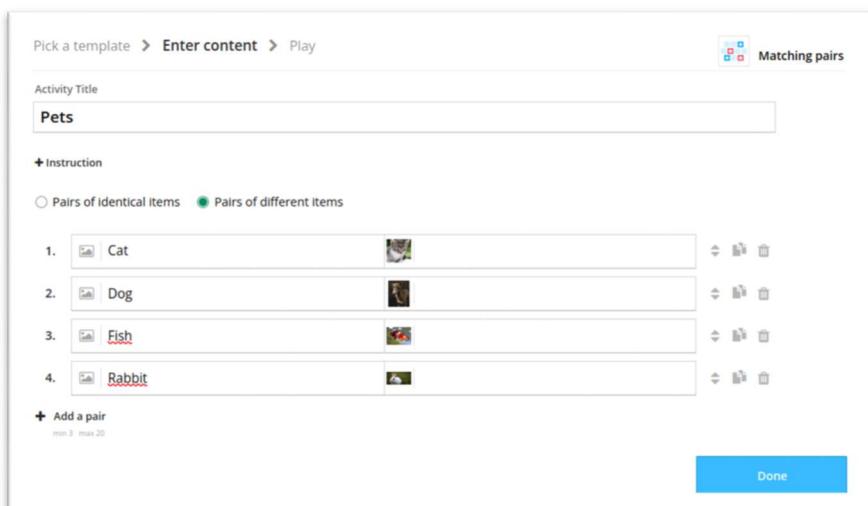 Pick a template > Enter content > Play
Matching pairs
Activity Title
Pets
+ Instruction
Pairs of identical items Pairs of different items
1. Cat
2. Dog
3. Fish
4. Rabbit
+ Add a pair
min 3 max 20
Done